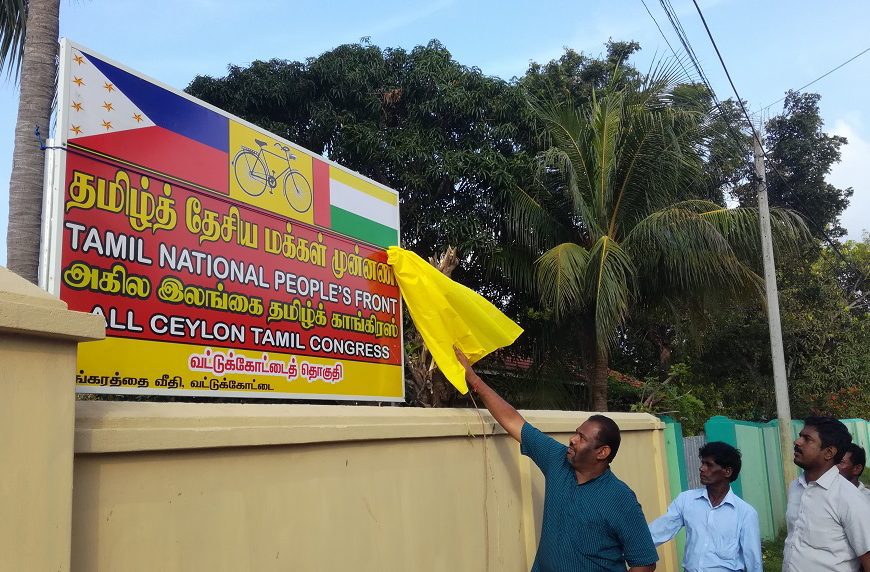 தமிழ்த் தேசிய மக்கள் முன்னணி
TAMIL NATIONAL PEOPLE'S FRONT
அகில இலங்கை தமிழ்க் காங்கிரஸ்
ALL CEYLON TAMIL CONGRESS
வட்டுக்கோட்டைத் தொகுதி
வீதி, வட்டுக்கோட்டை